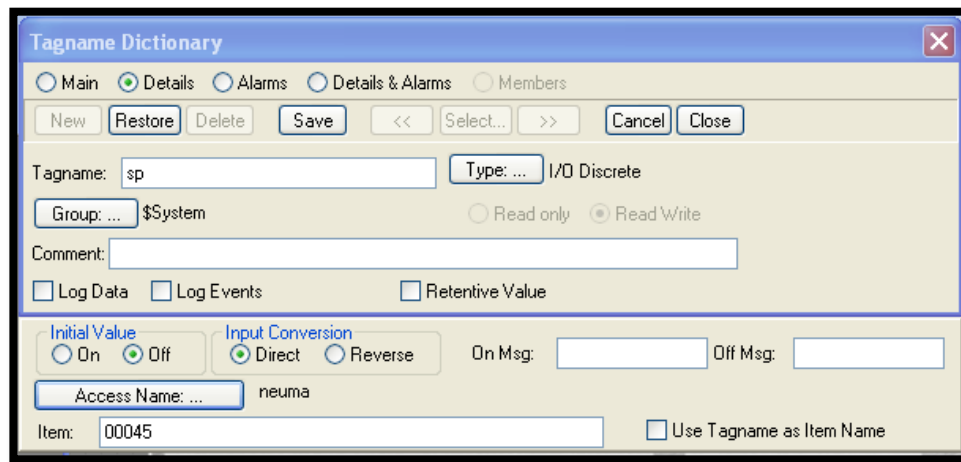 Tagname Dictionary
Main Details Alarms Details & Alarms Members
New Restore Delete Save << Select... >> Cancel Close
Tagname: sp Type: ... I/O Discrete
Group: ... $System Read only Read Write
Comment:
Log Data Log Events Retentive Value
Initial Value Input Conversion
On Off Direct Reverse On Msg: Off Msg:
Access Name: ... neuma
Item: 00045 Use Tagname as Item Name